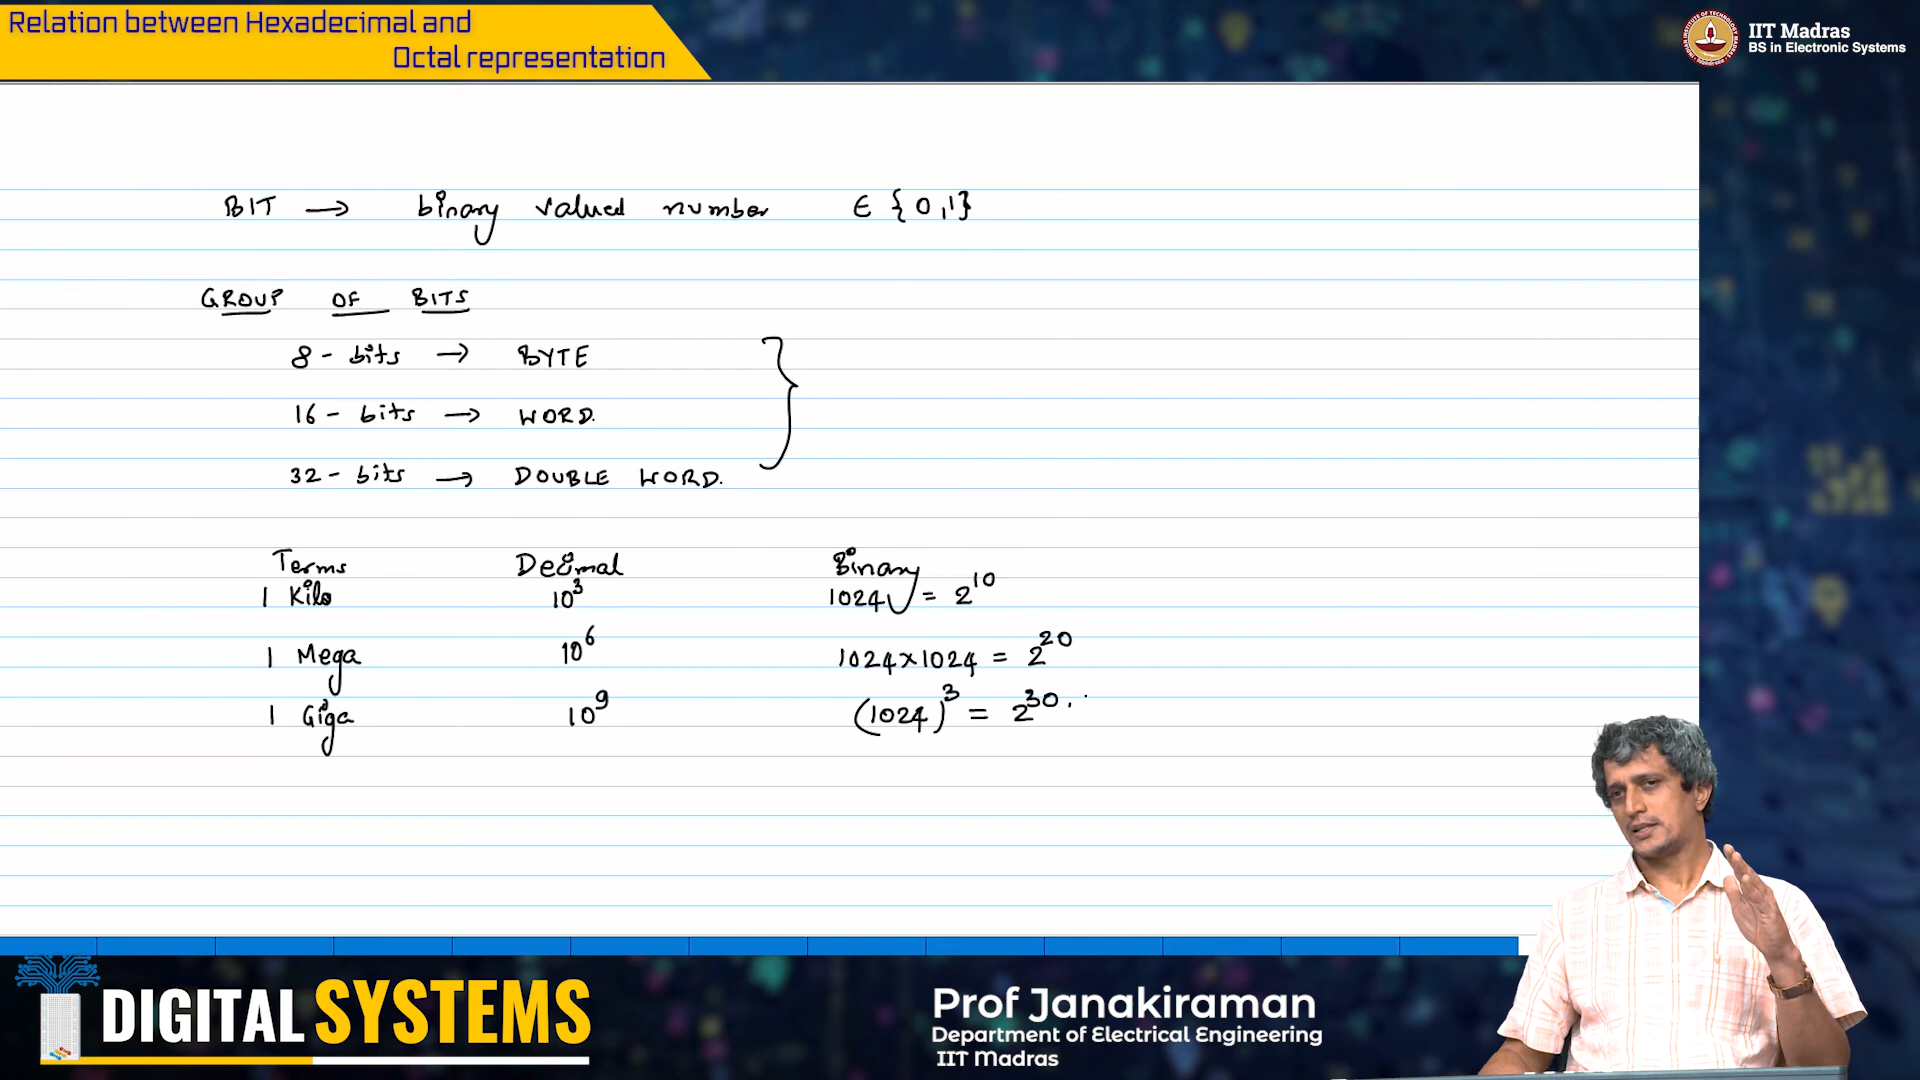 Relation between Hexadecimal and
Octal representation
IIT Madras
BS in Electronic Systems
BIT → binary valued number ∈ {0,1}
GROUP OF BITS
8 - bits → BYTE
16 - bits → WORD.
32 - bits → DOUBLE WORD.
Terms Decimal Binary
1 Kilo 10³ 1024 = 2¹⁰
1 Mega 10⁶ 1024×1024 = 2²⁰
1 Giga 10⁹ (1024)³ = 2³⁰.
DIGITAL SYSTEMS
Prof Janakiraman
Department of Electrical Engineering
IIT Madras